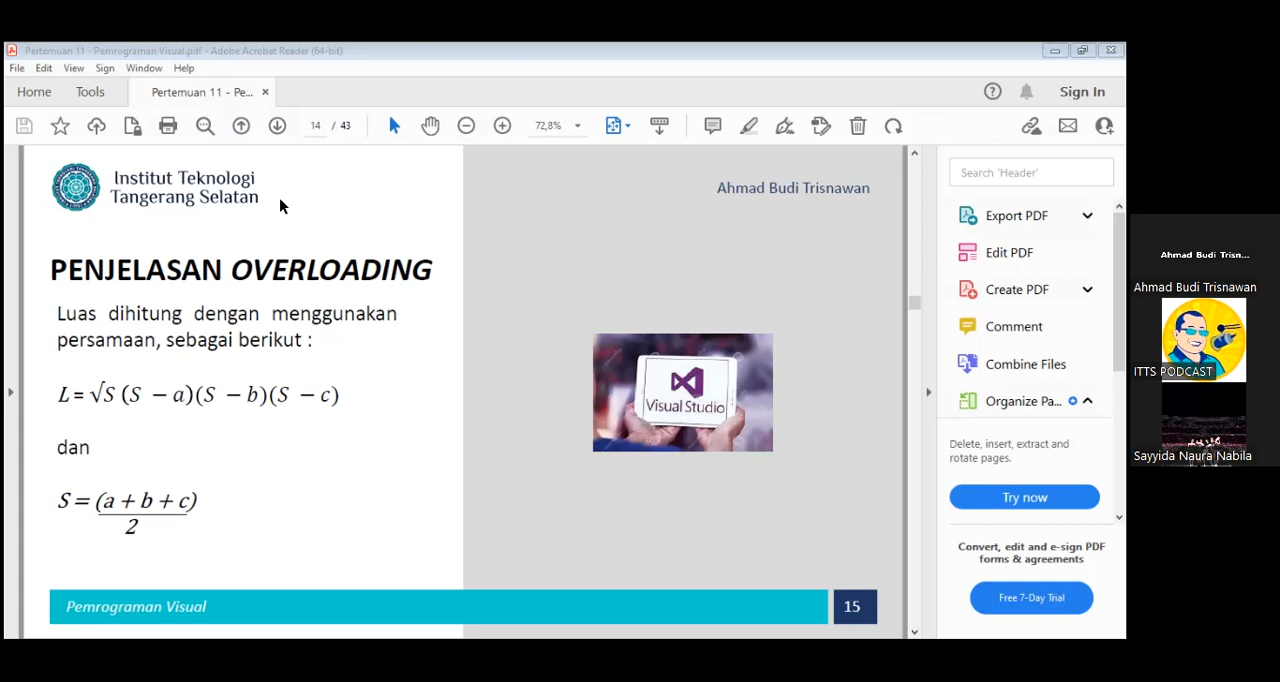 Pertemuan 11 - Pemrograman Visual.pdf - Adobe Acrobat Reader (64-bit)
File Edit View Sign Window Help
Home Tools Pertemuan 11 - Pe... × Sign In
14 / 43 72,8%
Institut Teknologi
Tangerang Selatan
Ahmad Budi Trisnawan
PENJELASAN OVERLOADING
Luas dihitung dengan menggunakan
persamaan, sebagai berikut :
L = √S (S − a)(S − b)(S − c)
dan
S = (a + b + c)
2
Visual Studio
Pemrograman Visual 15
Search 'Header'
Export PDF
Edit PDF
Create PDF
Comment
Combine Files
Organize Pa...
Delete, insert, extract and
rotate pages.
Try now
Convert, edit and e-sign PDF
forms & agreements
Free 7-Day Trial
Ahmad Budi Trisn...
Ahmad Budi Trisnawan
ITTS PODCAST
Sayyida Naura Nabila